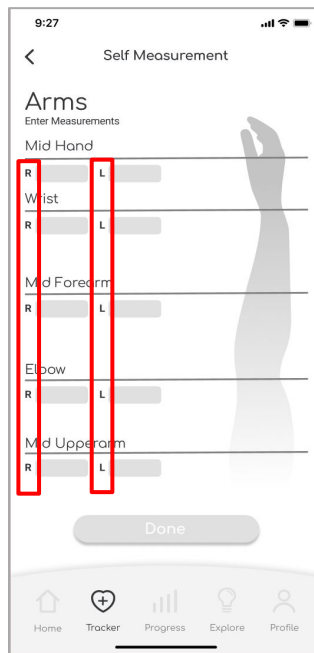 9:27
Self Measurement
Arms
Enter Measurements
Mid Hand
R L
Wrist
R L
Mid Forearm
R L
Elbow
R L
Mid Upperarm
R L
Done
Home Tracker Progress Explore Profile